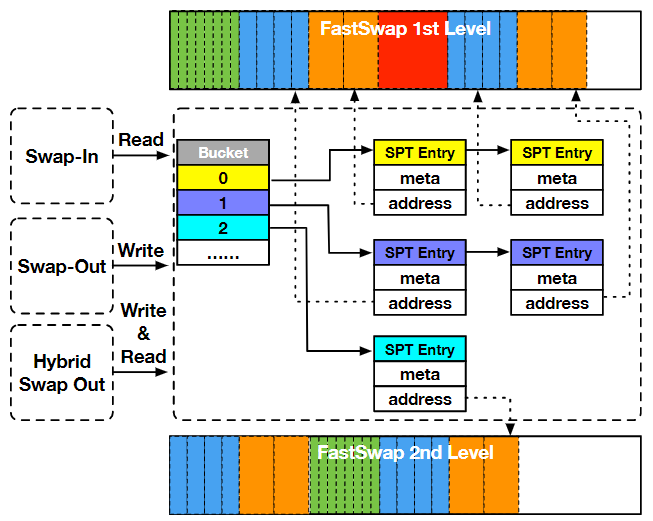 FastSwap 1st Level
Swap-In
Read
Bucket
0
1
2
......
SPT Entry
meta
address
SPT Entry
meta
address
Swap-Out
Write
SPT Entry
meta
address
SPT Entry
meta
address
Hybrid
Swap Out
Write
&
Read
SPT Entry
meta
address
FastSwap 2nd Level